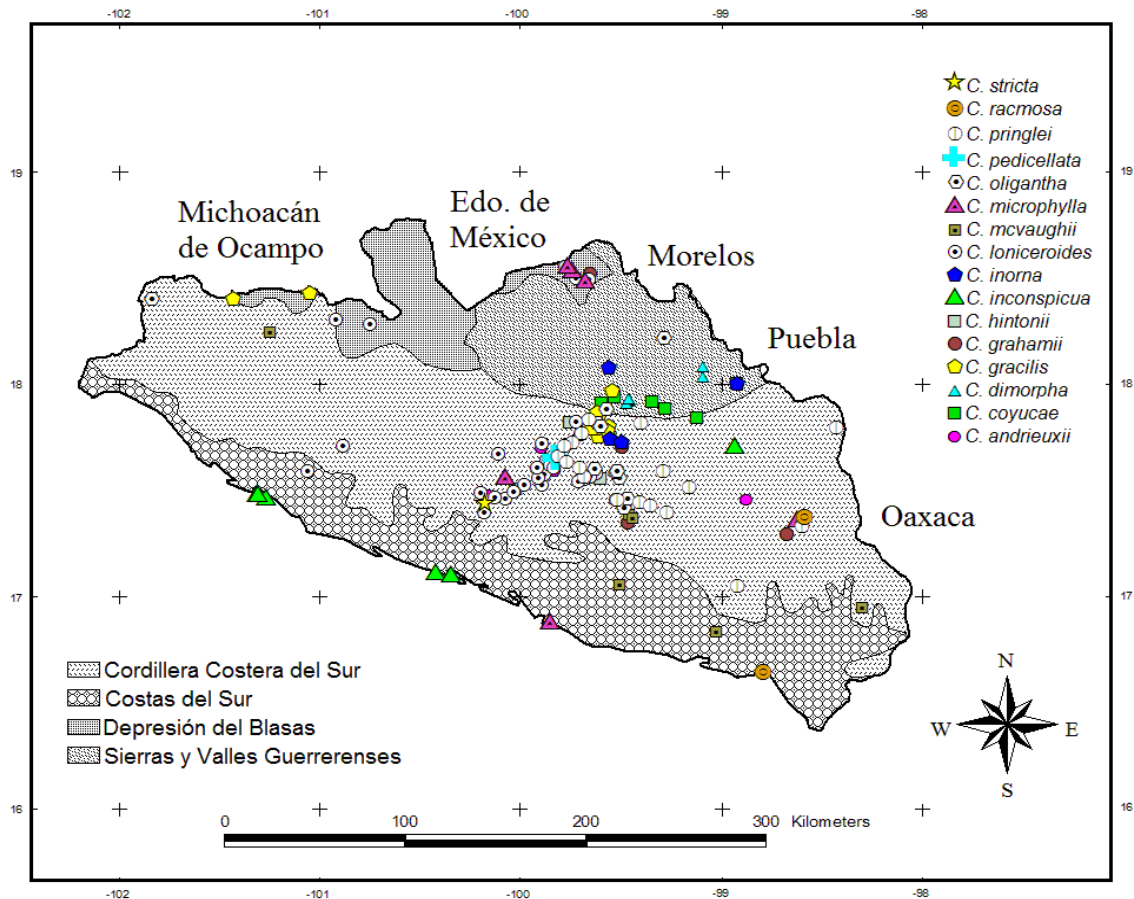 -102 -101 -100 -99 -98
C. stricta
C. racmosa
C. pringlei
C. pedicellata
C. oligantha
C. microphylla
C. mcvaughii
C. loniceroides
C. inorna
C. inconspicua
C. hintonii
C. grahamii
C. gracilis
C. dimorpha
C. coyucae
C. andrieuxii
19 19
Michoacán
de Ocampo
Edo. de
México
Morelos
Puebla
18 18
Oaxaca
17 17
Cordillera Costera del Sur
Costas del Sur
Depresión del Blasas
Sierras y Valles Guerrerenses
N
W E
S
16 16
0 100 200 300 Kilometers
-102 -101 -100 -99 -98